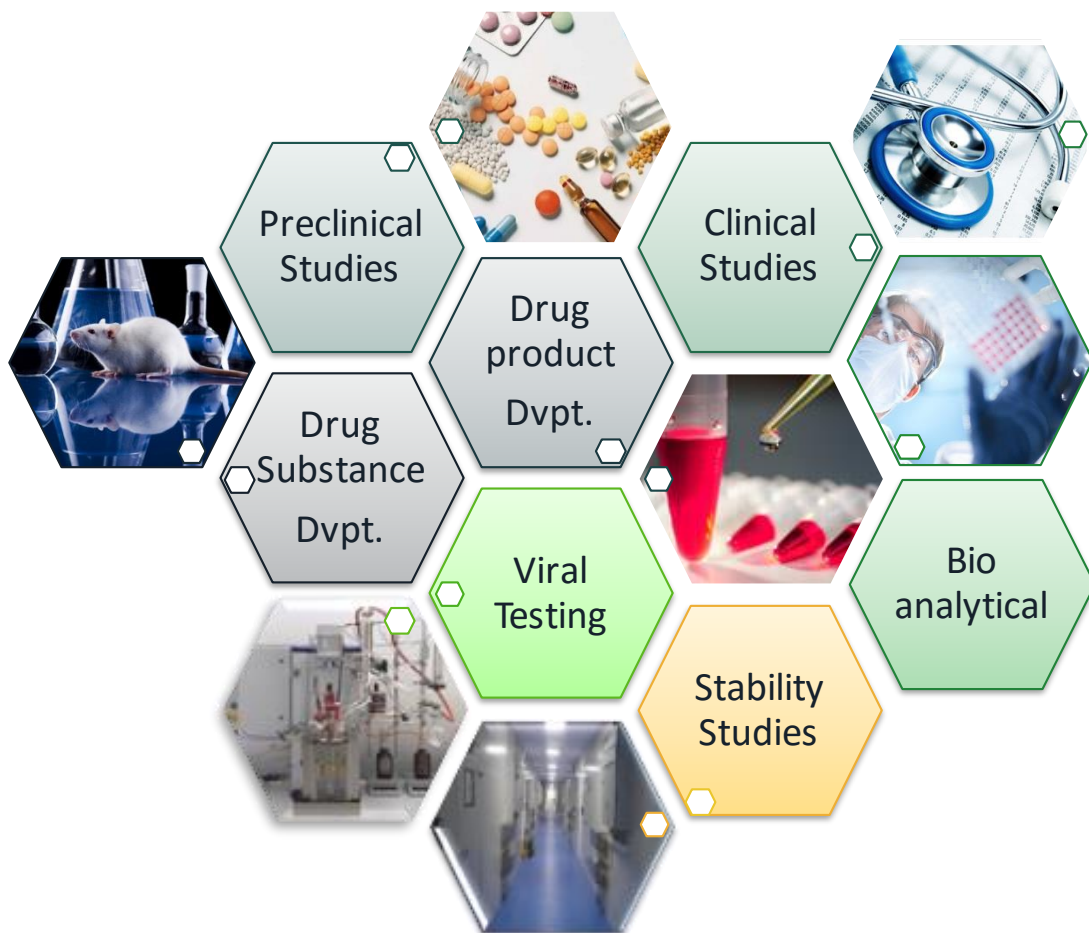 Preclinical
Studies
Clinical
Studies
Drug
product
Dvpt.
Drug
Substance
Dvpt.
Viral
Testing
Bio
analytical
Stability
Studies